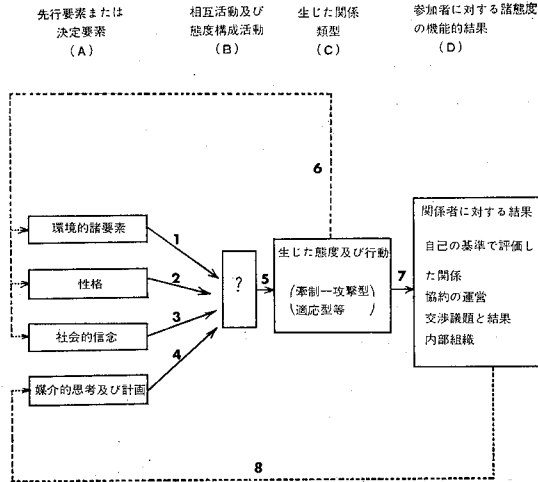 先行要素または
決定要素
(A)
相互活動及び
態度構成活動
(B)
生じた関係
類型
(C)
参加者に対する諸態度
の機能的結果
(D)
6
環境的諸要素
1
性格
2
社会的信念
3
媒介的思考及び計画
4
?
5
生じた態度及び行動
(牽制一攻撃型)
(適応型等)
7
関係者に対する結果
自己の基準で評価し
た関係
協約の運営
交渉議題と結果
内部組織
8